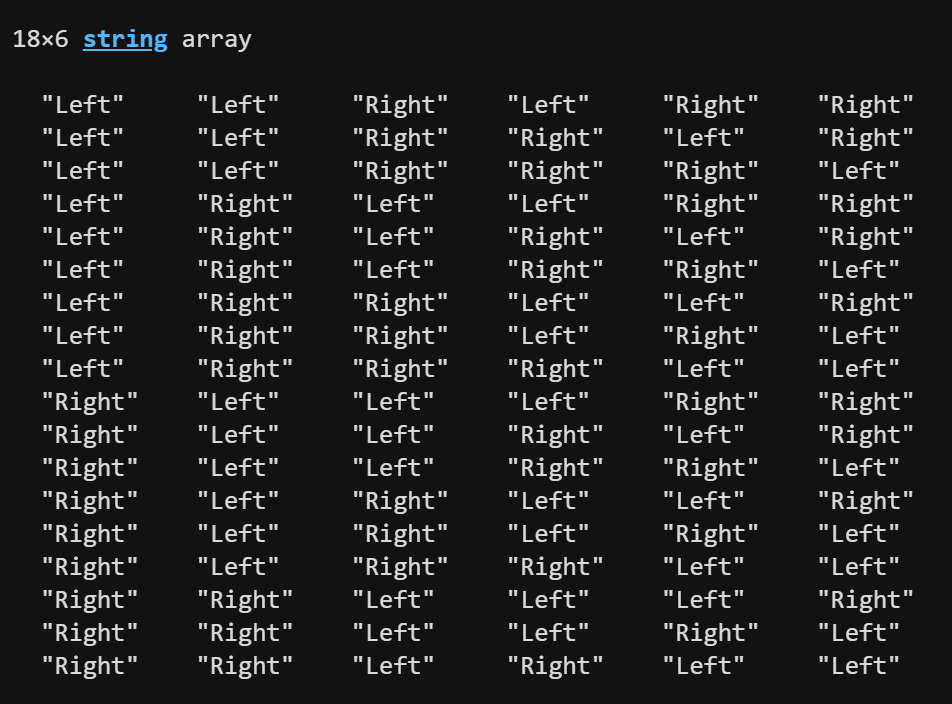 18×6 string array
"Left" "Left" "Right" "Left" "Right" "Right"
"Left" "Left" "Right" "Right" "Left" "Right"
"Left" "Left" "Right" "Right" "Right" "Left"
"Left" "Right" "Left" "Left" "Right" "Right"
"Left" "Right" "Left" "Right" "Left" "Right"
"Left" "Right" "Left" "Right" "Right" "Left"
"Left" "Right" "Right" "Left" "Left" "Right"
"Left" "Right" "Right" "Left" "Right" "Left"
"Left" "Right" "Right" "Right" "Left" "Left"
"Right" "Left" "Left" "Left" "Right" "Right"
"Right" "Left" "Left" "Right" "Left" "Right"
"Right" "Left" "Left" "Right" "Right" "Left"
"Right" "Left" "Right" "Left" "Left" "Right"
"Right" "Left" "Right" "Left" "Right" "Left"
"Right" "Left" "Right" "Right" "Left" "Left"
"Right" "Right" "Left" "Left" "Left" "Right"
"Right" "Right" "Left" "Left" "Right" "Left"
"Right" "Right" "Left" "Right" "Left" "Left"